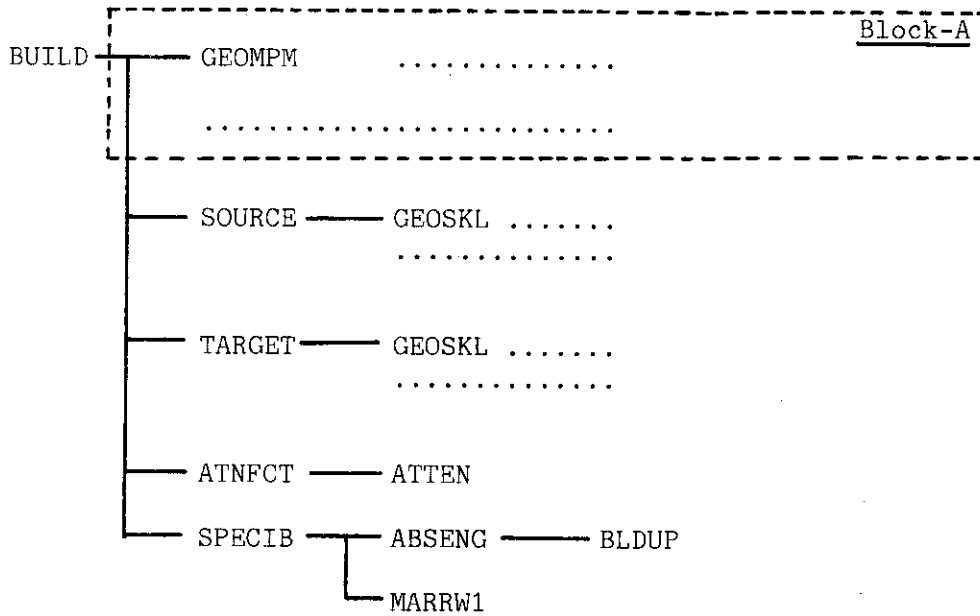 Block-A
BUILD GEOMPM ..............
............................
SOURCE GEOSKL .......
..............
TARGET GEOSKL .......
..............
ATNFCT ATTEN
SPECIB ABSENG BLDUP
MARRW1